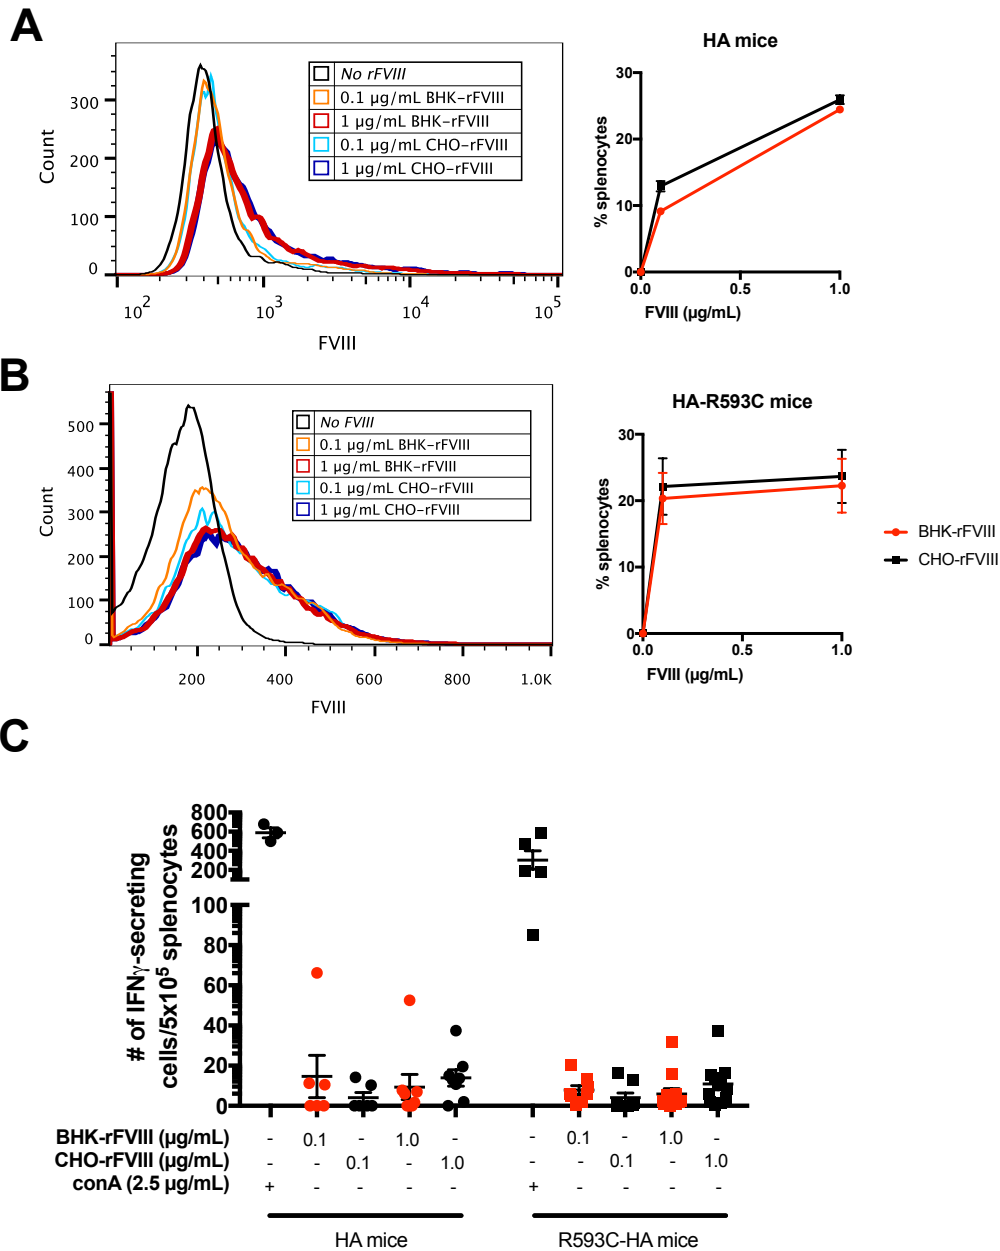 A
HA mice
No rFVIII
0.1 µg/mL BHK–rFVIII
1 µg/mL BHK–rFVIII
0.1 µg/mL CHO–rFVIII
1 µg/mL CHO–rFVIII
Count
300
200
100
0
10^2
10^3
10^4
10^5
FVIII
% splenocytes
30
20
10
0
0.0
0.5
1.0
FVIII (µg/mL)
B
HA-R593C mice
No FVIII
0.1 µg/mL BHK–rFVIII
1 µg/mL BHK–rFVIII
0.1 µg/mL CHO–rFVIII
1 µg/mL CHO–rFVIII
Count
500
400
300
200
100
0
200
400
600
800
1.0K
FVIII
% splenocytes
30
20
10
0
0.0
0.5
1.0
FVIII (µg/mL)
BHK-rFVIII
CHO-rFVIII
C
# of IFNγ-secreting
cells/5x10^5 splenocytes
800
600
400
200
100
80
60
40
20
0
BHK-rFVIII (µg/mL) - 0.1 - 1.0 - - 0.1 - 1.0 -
CHO-rFVIII (µg/mL) - - 0.1 - 1.0 - - 0.1 - 1.0
conA (2.5 µg/mL) + - - - - + - - - -
HA mice
R593C-HA mice